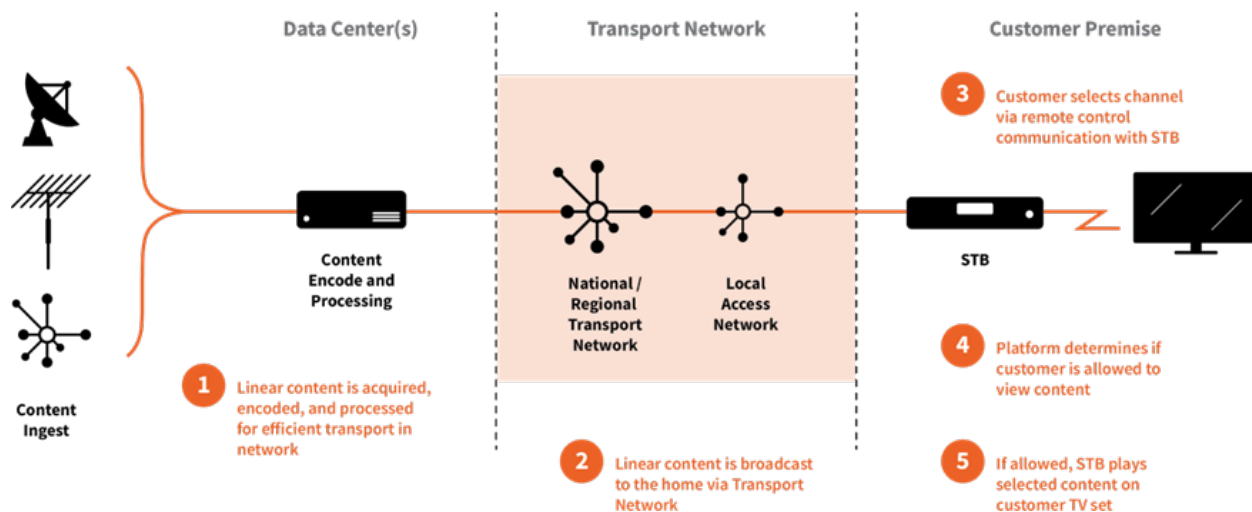 Data Center(s)
Transport Network
Customer Premise
3
Customer selects channel
via remote control
communication with STB
Content
Encode and
Processing
National /
Regional
Transport
Network
Local
Access
Network
STB
Content
Ingest
1
Linear content is acquired,
encoded, and processed
for efficient transport in
network
4
Platform determines if
customer is allowed to
view content
2
Linear content is broadcast
to the home via Transport
Network
5
If allowed, STB plays
selected content on
customer TV set